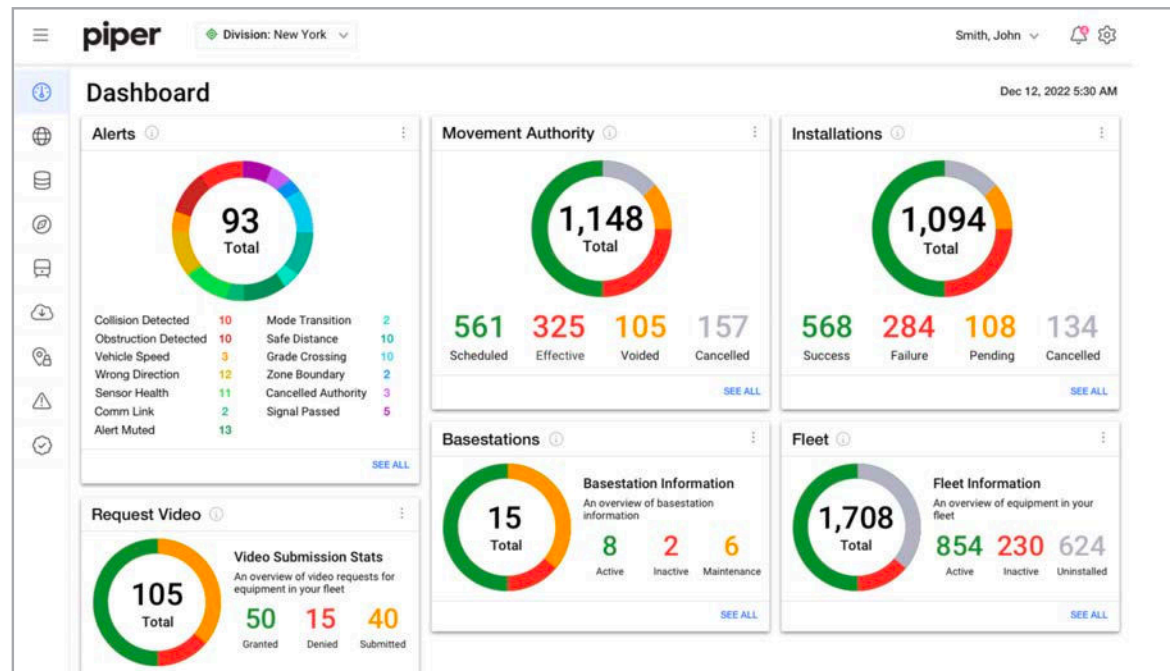 piper
Division: New York
Smith, John
Dashboard
Dec 12, 2022 5:30 AM
Alerts
93
Total
Collision Detected 10
Obstruction Detected 10
Vehicle Speed 3
Wrong Direction 12
Sensor Health 11
Comm Link 2
Alert Muted 13
Mode Transition 2
Safe Distance 10
Grade Crossing 10
Zone Boundary 2
Cancelled Authority 3
Signal Passed 5
SEE ALL
Movement Authority
1,148
Total
561 325 105 157
Scheduled Effective Voided Cancelled
SEE ALL
Installations
1,094
Total
568 284 108 134
Success Failure Pending Cancelled
SEE ALL
Request Video
105
Total
Video Submission Stats
An overview of video requests for
equipment in your fleet
50 15 40
Granted Denied Submitted
Basestations
15
Total
Basestation Information
An overview of basestation
information
8 2 6
Active Inactive Maintenance
SEE ALL
Fleet
1,708
Total
Fleet Information
An overview of equipment in your
fleet
854 230 624
Active Inactive Uninstalled
SEE ALL